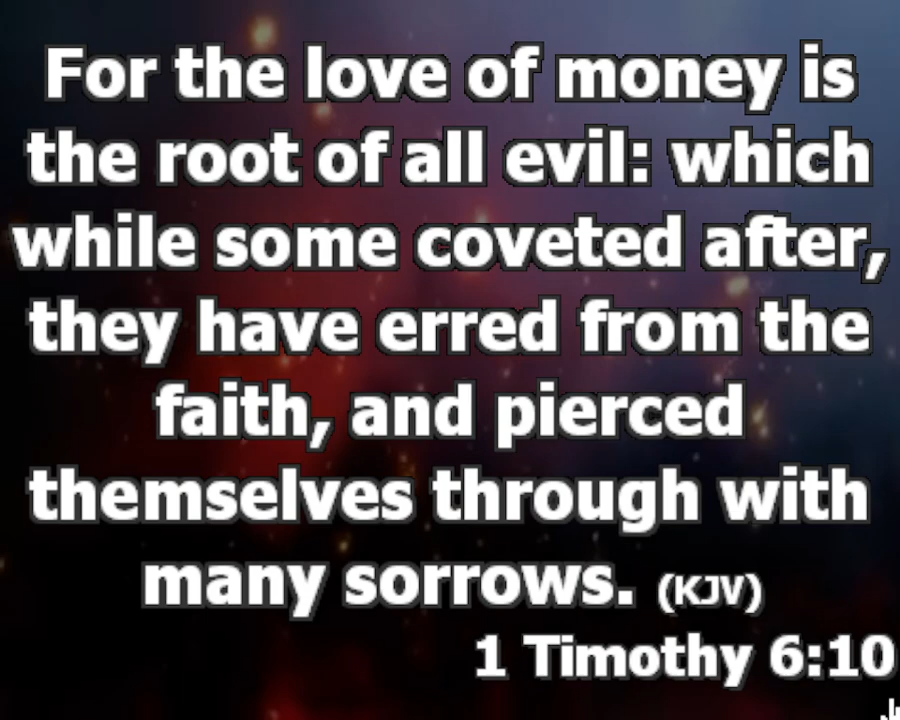 For the love of money is
the root of all evil: which
while some coveted after,
they have erred from the
faith, and pierced
themselves through with
many sorrows. (KJV)
1 Timothy 6:10